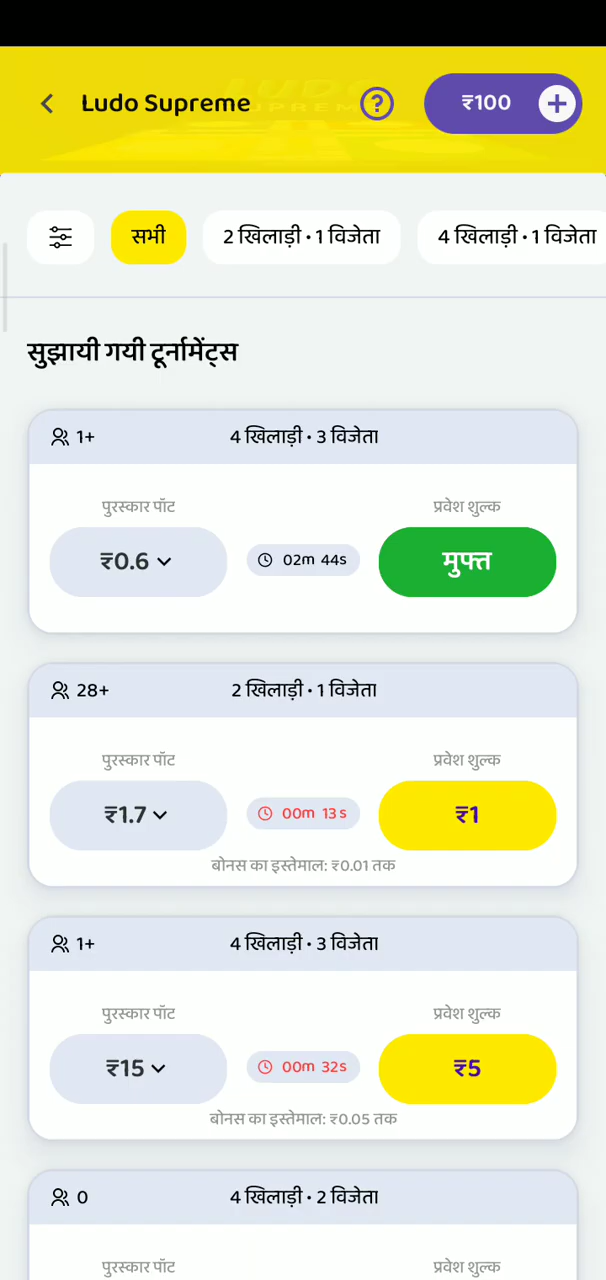 Ludo Supreme
?
₹100
सभी
2 खिलाड़ी • 1 विजेता
4 खिलाड़ी • 1 विजेता
सुझायी गयी टूर्नामेंट्स
1+
4 खिलाड़ी • 3 विजेता
पुरस्कार पॉट
प्रवेश शुल्क
₹0.6
02m 44s
मुफ्त
28+
2 खिलाड़ी • 1 विजेता
पुरस्कार पॉट
प्रवेश शुल्क
₹1.7
00m 13s
₹1
बोनस का इस्तेमाल: ₹0.01 तक
1+
4 खिलाड़ी • 3 विजेता
पुरस्कार पॉट
प्रवेश शुल्क
₹15
00m 32s
₹5
बोनस का इस्तेमाल: ₹0.05 तक
0
4 खिलाड़ी • 2 विजेता
पुरस्कार पॉट
प्रवेश शुल्क